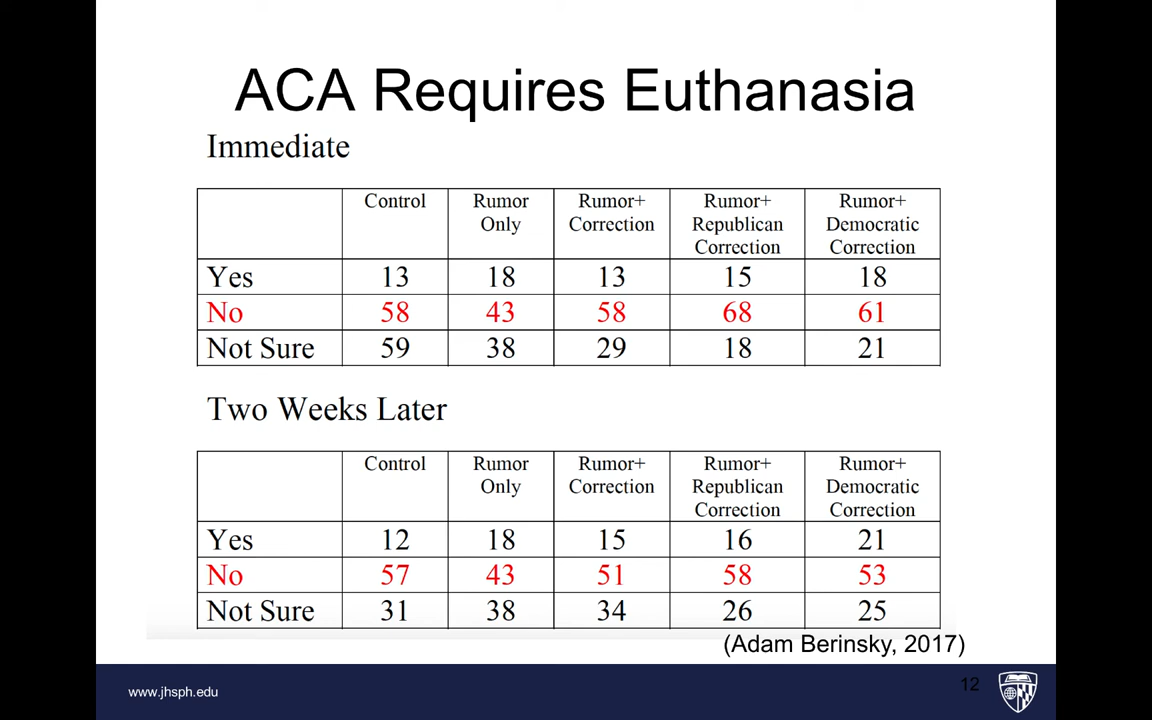 ACA Requires Euthanasia
Immediate
Control Rumor Only Rumor+ Correction Rumor+ Republican Correction Rumor+ Democratic Correction
Yes 13 18 13 15 18
No 58 43 58 68 61
Not Sure 59 38 29 18 21
Two Weeks Later
Control Rumor Only Rumor+ Correction Rumor+ Republican Correction Rumor+ Democratic Correction
Yes 12 18 15 16 21
No 57 43 51 58 53
Not Sure 31 38 34 26 25
(Adam Berinsky, 2017)
www.jhsph.edu
12